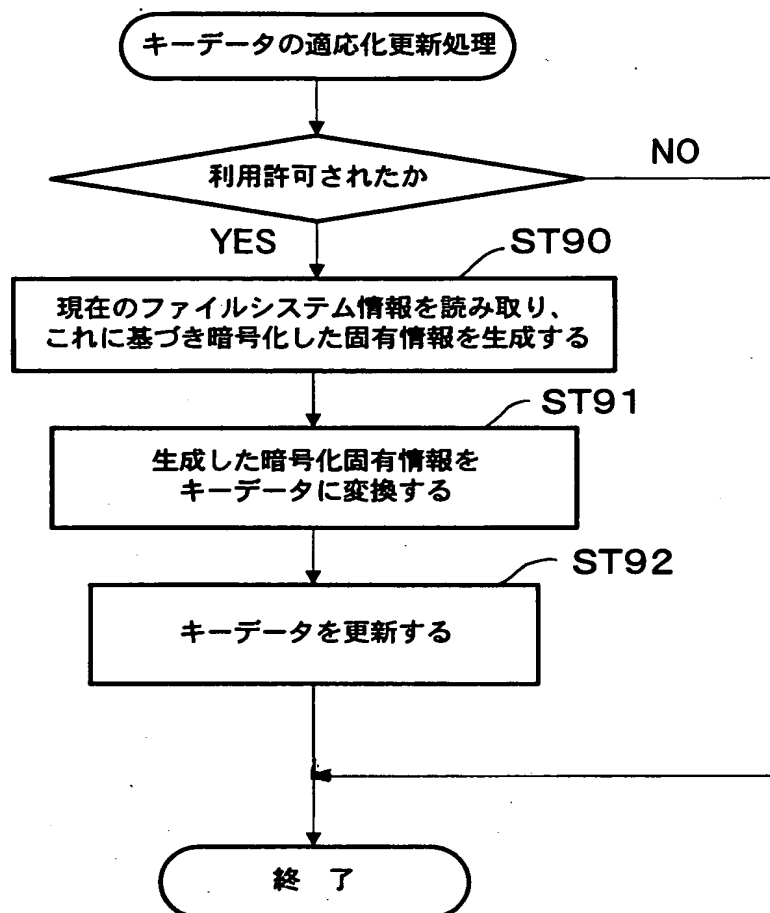 キーデータの適応化更新処理
利用許可されたか
NO
YES
ST90
現在のファイルシステム情報を読み取り、
これに基づき暗号化した固有情報を生成する
ST91
生成した暗号化固有情報を
キーデータに変換する
ST92
キーデータを更新する
終 了